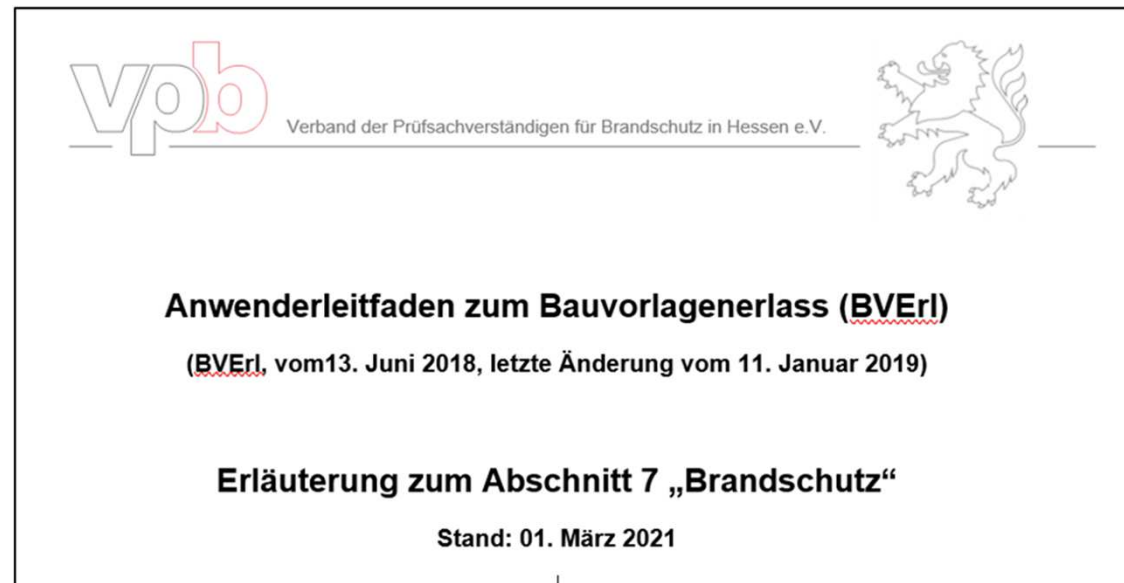 vpb
Verband der Prüfsachverständigen für Brandschutz in Hessen e.V.
Anwenderleitfaden zum Bauvorlagenerlass (BVErl)
(BVErl, vom13. Juni 2018, letzte Änderung vom 11. Januar 2019)
Erläuterung zum Abschnitt 7 „Brandschutz“
Stand: 01. März 2021